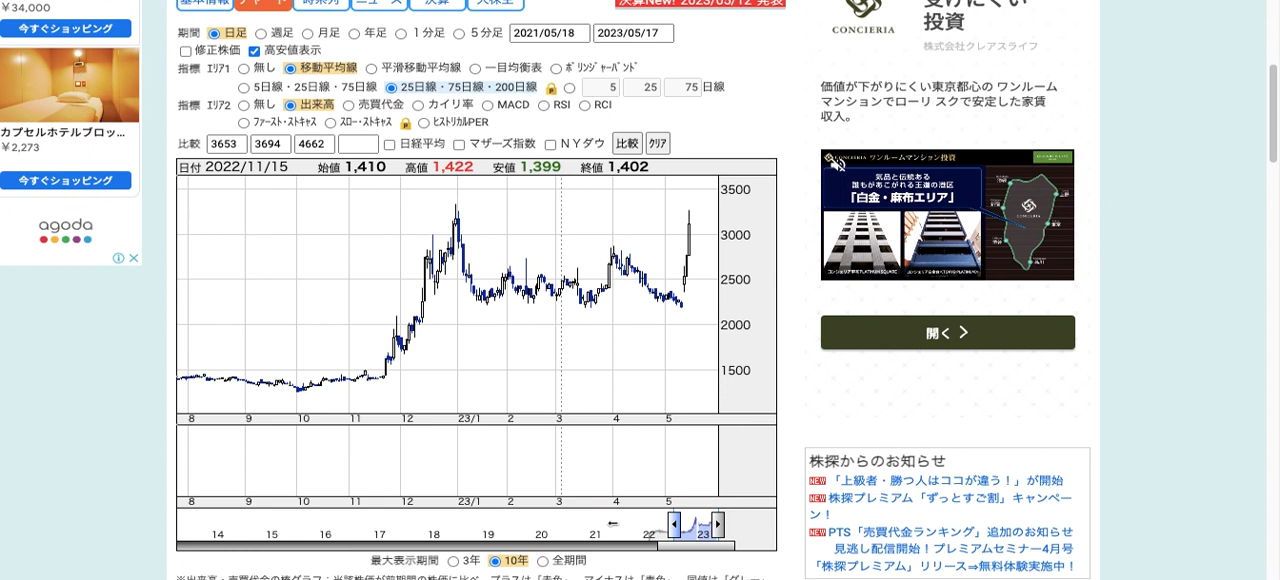 ￥34,000
今すぐショッピング
カプセルホテルブロッ...
￥2,273
今すぐショッピング
agoda
決算New! 2023/05/12 発表
期間 日足 週足 月足 年足 １分足 ５分足 2021/05/18 2023/05/17
修正株価 高安値表示
指標 エリア1 無し 移動平均線 平滑移動平均線 一目均衡表 ﾎﾞﾘﾝｼﾞｬｰﾊﾞﾝﾄﾞ
5日線・25日線・75日線 25日線・75日線・200日線 5 25 75 日線
指標 エリア2 無し 出来高 売買代金 カイリ率 MACD RSI RCI
ﾌｧｰｽﾄ･ｽﾄｷｬｽ ｽﾛｰ･ｽﾄｷｬｽ ﾋｽﾄﾘｶﾙPER
比較 3653 3694 4662 日経平均 マザーズ指数 ＮＹダウ 比較 ｸﾘｱ
日付 2022/11/15 始値 1,410 高値 1,422 安値 1,399 終値 1,402
3500
3000
2500
2000
1500
8 9 10 11 12 23/1 2 3 4 5
8 9 10 11 12 23/1 2 3 4 5
14 15 16 17 18 19 20 21 22 23
最大表示期間 3年 10年 全期間
CONCIERIA
投資
株式会社クレアスライフ
価値が下がりにくい東京都心の ワンルーム
マンションでローリ スクで安定した家賃
収入。
CONCIERIA ワンルームマンション投資
気品と伝統ある
誰もがあこがれる王道の港区
「白金・麻布エリア」
開く
株探からのお知らせ
NEW 「上級者・勝つ人はココが違う！」が開始
NEW 株探プレミアム「ずっとすご割」キャンペー
ン！
NEW PTS「売買代金ランキング」追加のお知らせ
見逃し配信開始！プレミアムセミナー4月号
「株探プレミアム」リリース⇒無料体験実施中！